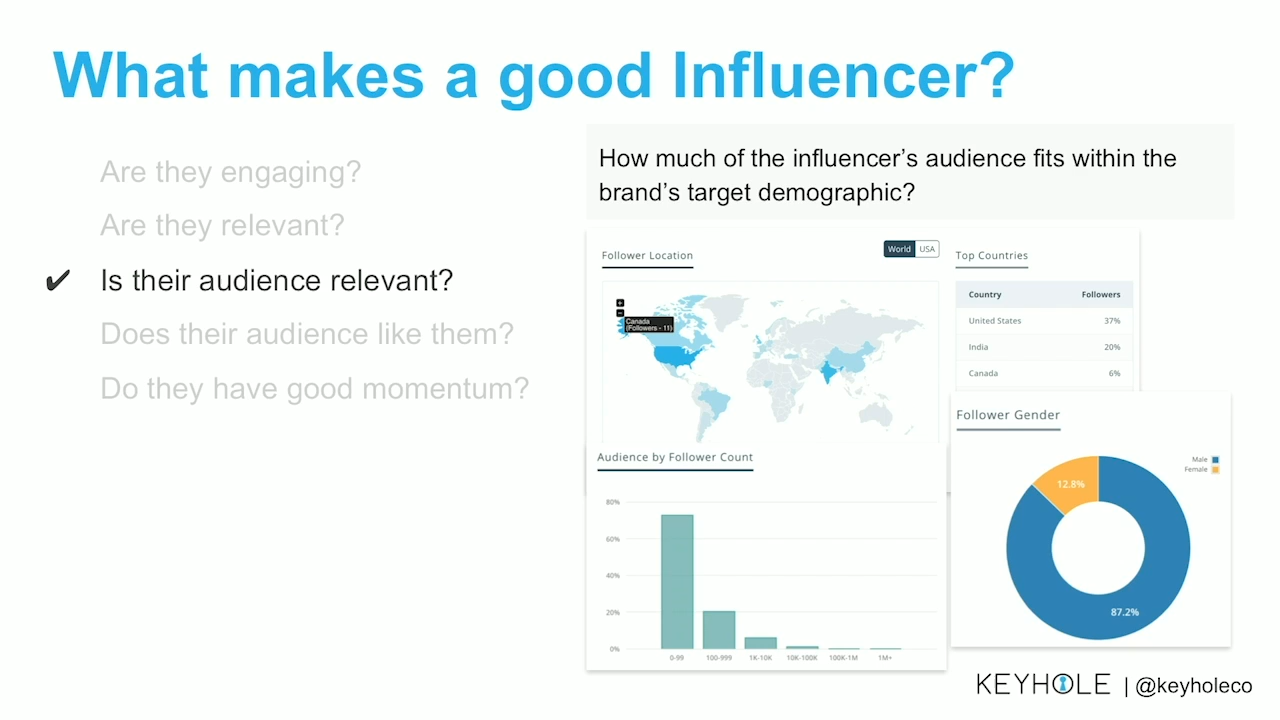 What makes a good Influencer?
Are they engaging?
Are they relevant?
✔ Is their audience relevant?
Does their audience like them?
Do they have good momentum?
How much of the influencer’s audience fits within the
brand’s target demographic?
Follower Location
World USA
+
−
Canada
(Followers - 11)
Top Countries
Country Followers
United States 37%
India 20%
Canada 6%
Audience by Follower Count
80%
60%
40%
20%
0%
0-99 100-999 1K-10K 10K-100K 100K-1M 1M+
Follower Gender
Male
Female
12.8%
87.2%
KEYHOLE | @keyholeco